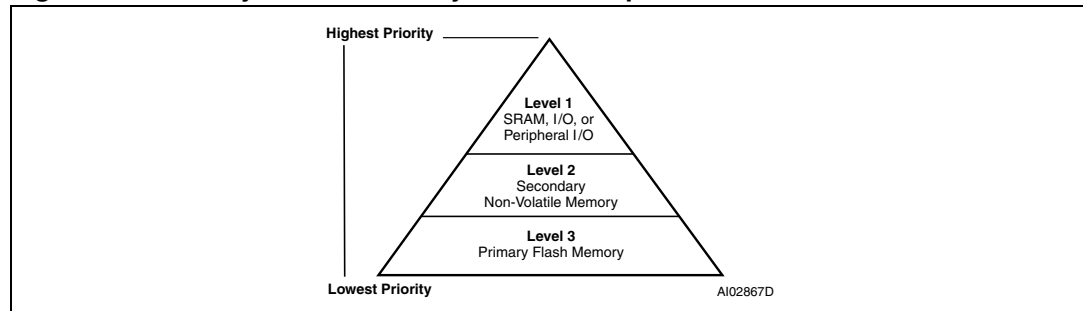 Highest Priority
Level 1
SRAM, I/O, or
Peripheral I/O
Level 2
Secondary
Non-Volatile Memory
Level 3
Primary Flash Memory
Lowest Priority
AI02867D